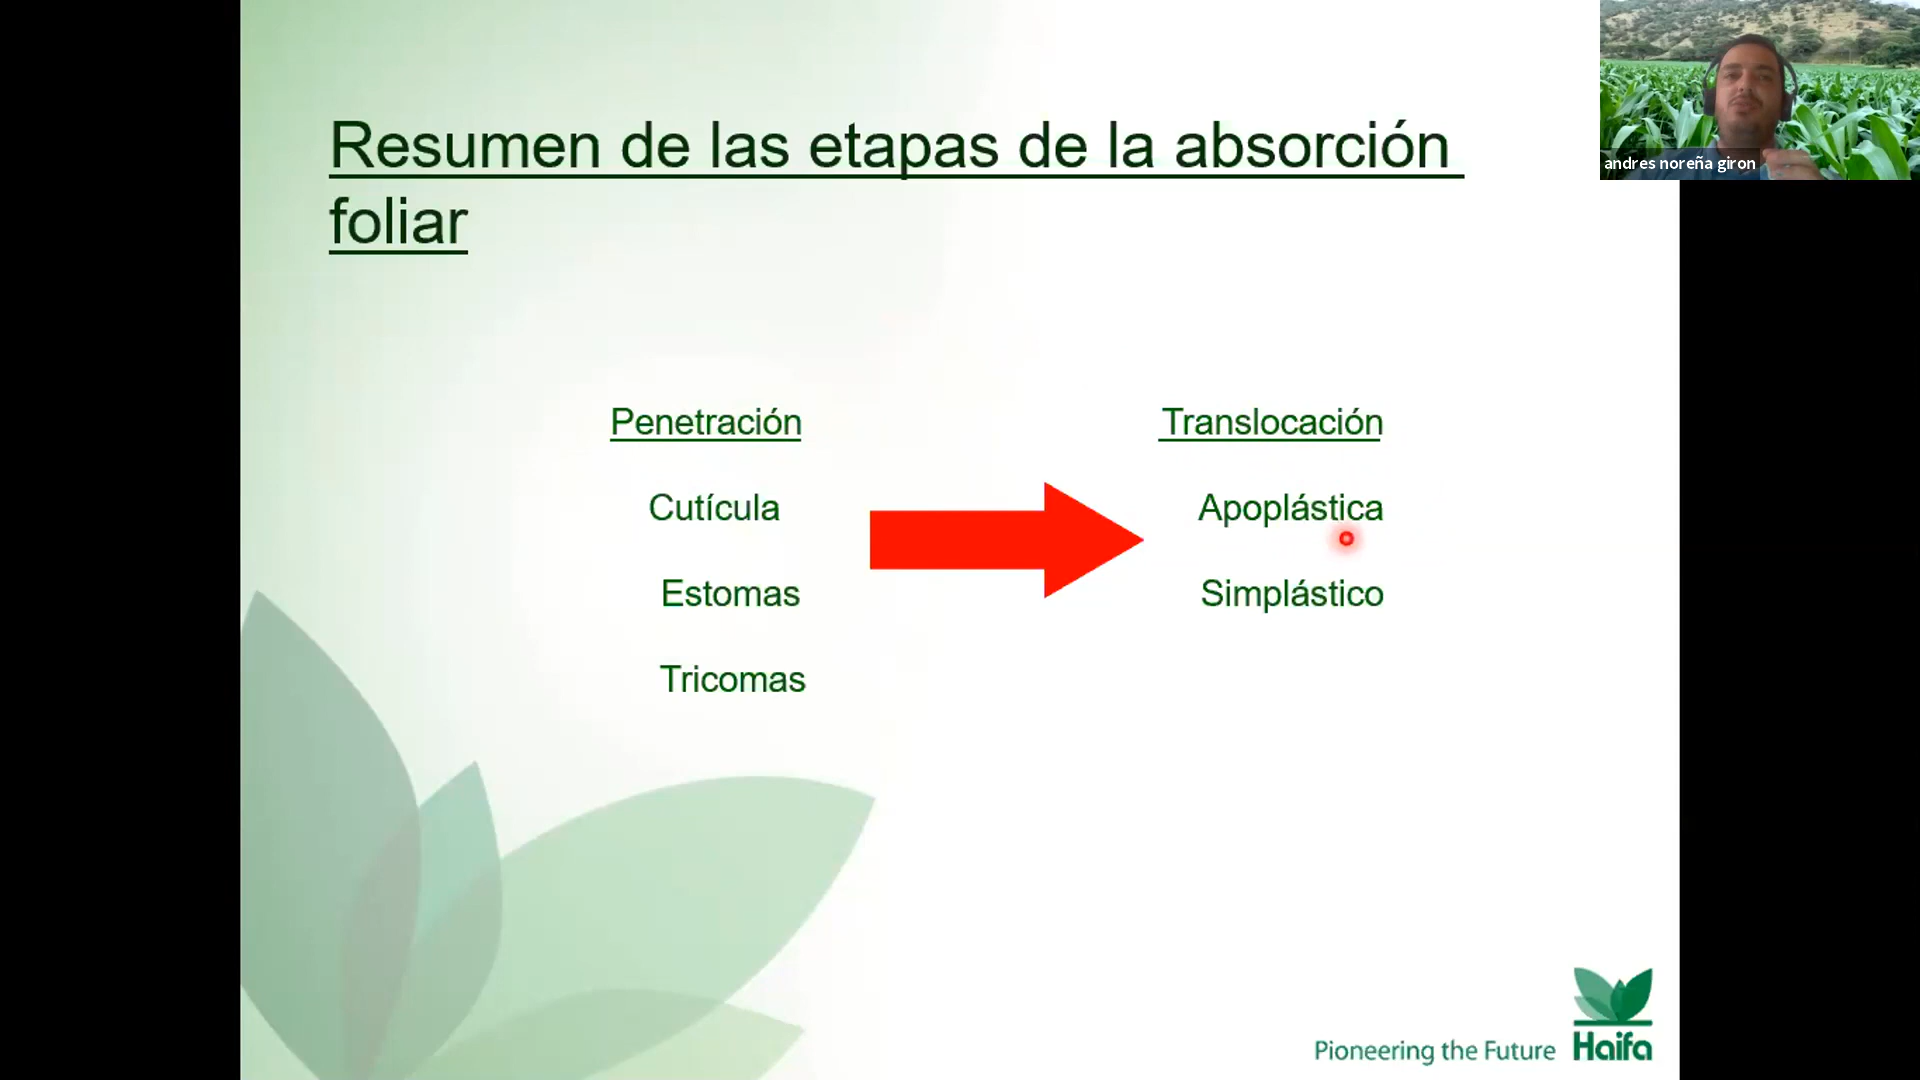 Resumen de las etapas de la absorción
foliar
andres noreña giron
Penetración
Translocación
Cutícula
Apoplástica
Estomas
Simplástico
Tricomas
Pioneering the Future
Haifa